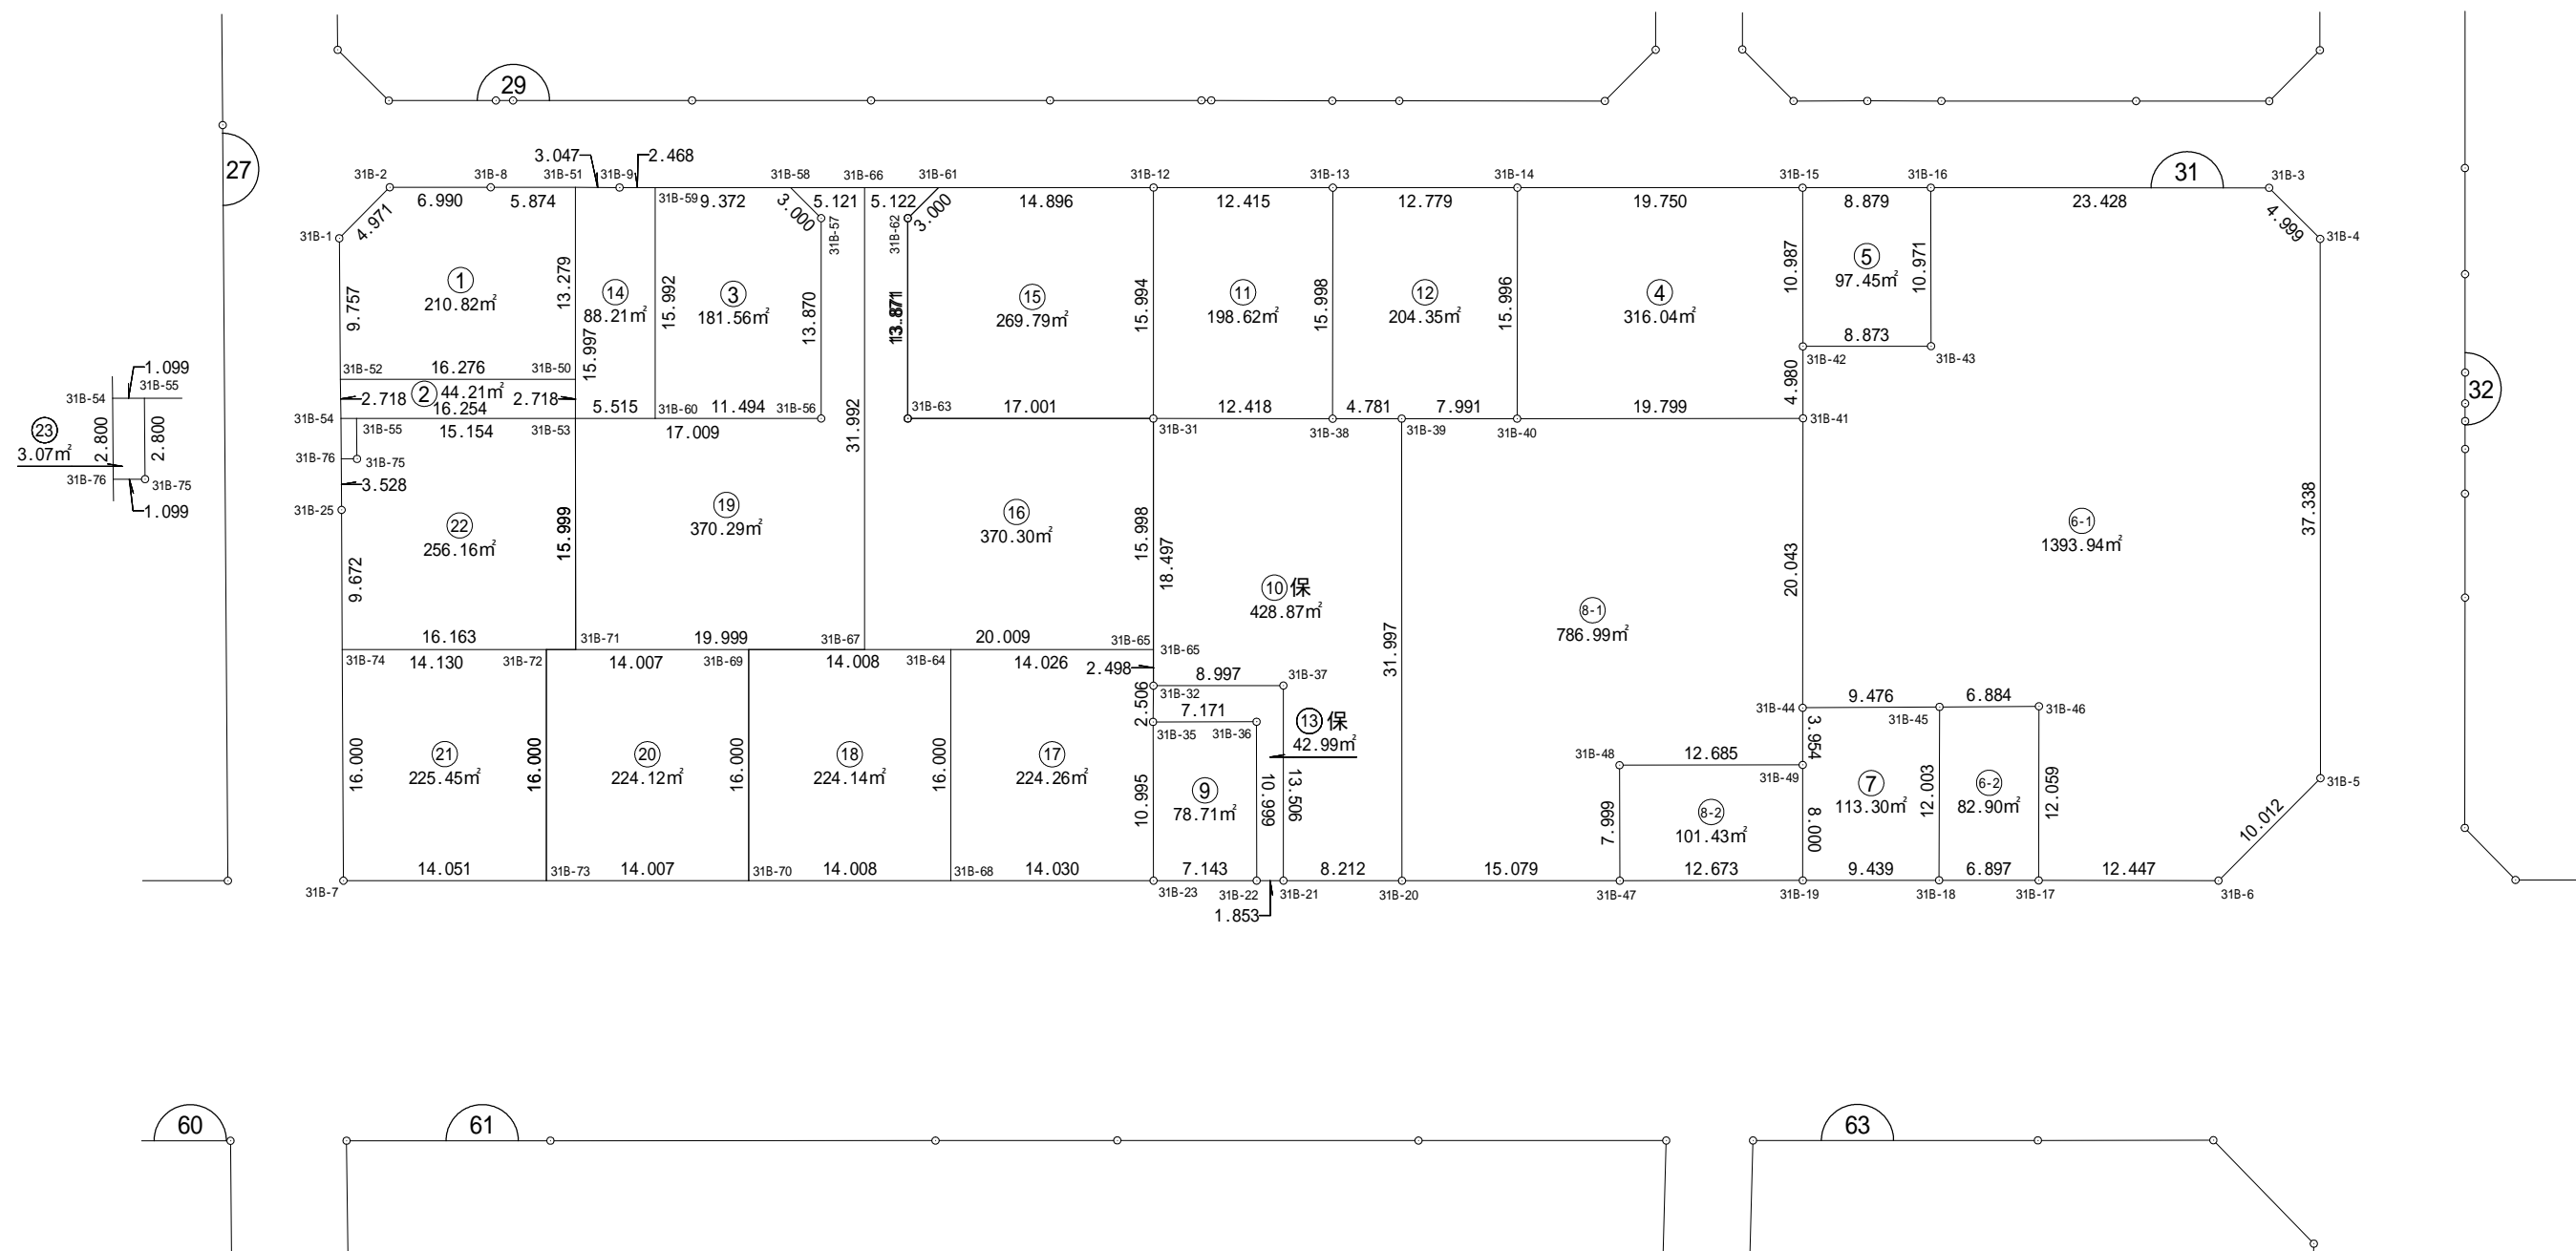 29
27
3.047
2.468
31B-2
31B-8
31B-51
31B-9
31B-58
31B-66
31B-61
31B-12
31B-13
31B-14
31B-15
31B-16
31
31B-3
6.990
5.874
31B-59
9.372
3.000
5.121
5.122
3.000
14.896
12.415
12.779
19.750
8.879
23.428
4.971
4.999
31B-1
31B-57
31B-62
31B-4
9.757
①
210.82㎡
13.279
⑭
88.21㎡
15.992
③
181.56㎡
13.870
13.871
⑮
269.79㎡
15.994
⑪
198.62㎡
15.998
⑫
204.35㎡
15.996
④
316.04㎡
10.987
⑤
97.45㎡
10.971
15.997
8.873
31B-42
31B-43
4.980
1.099
31B-54
31B-55
31B-52
16.276
31B-50
2.718
② 44.21㎡
2.718
16.254
5.515
31B-60
11.494
31B-56
31B-63
17.001
12.418
4.781
7.991
19.799
32
31B-54
31B-55
15.154
31B-53
17.009
31B-31
31B-38
31B-39
31B-40
31B-41
㉓
3.07㎡
2.800
2.800
31B-76
31B-75
1.099
31B-76
31B-75
3.528
31B-25
31.992
㉒
256.16㎡
15.999
⑲
370.29㎡
⑯
370.30㎡
15.998
18.497
⑩保
428.87㎡
8-1
786.99㎡
20.043
6-1
1393.94㎡
37.338
9.672
31.997
16.163
31B-71
19.999
31B-67
20.009
31B-65
31B-74
14.130
31B-72
14.007
31B-69
14.008
31B-64
14.026
31B-65
2.498
8.997
31B-37
31B-32
2.506
7.171
31B-35
31B-36
⑬保
42.99㎡
31B-44
9.476
6.884
31B-46
31B-45
3.954
31B-48
12.685
31B-49
16.000
㉑
225.45㎡
16.000
⑳
224.12㎡
16.000
⑱
224.14㎡
16.000
⑰
224.26㎡
10.995
⑨
78.71㎡
10.999
13.506
7.999
8-2
101.43㎡
8.000
⑦
113.30㎡
12.003
6-2
82.90㎡
12.059
31B-5
10.012
14.051
31B-73
14.007
31B-70
14.008
31B-68
14.030
7.143
8.212
15.079
12.673
9.439
6.897
12.447
31B-7
31B-23
31B-22
31B-21
31B-20
31B-47
31B-19
31B-18
31B-17
31B-6
1.853
60
61
63